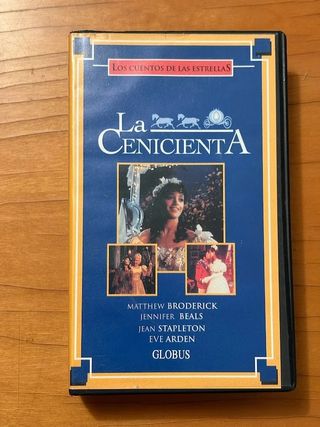 LOS CUENTOS DE LAS ESTRELLAS
LA
CENICIENTA
MATTHEW BRODERICK
JENNIFER BEALS
JEAN STAPLETON
EVE ARDEN
GLOBUS